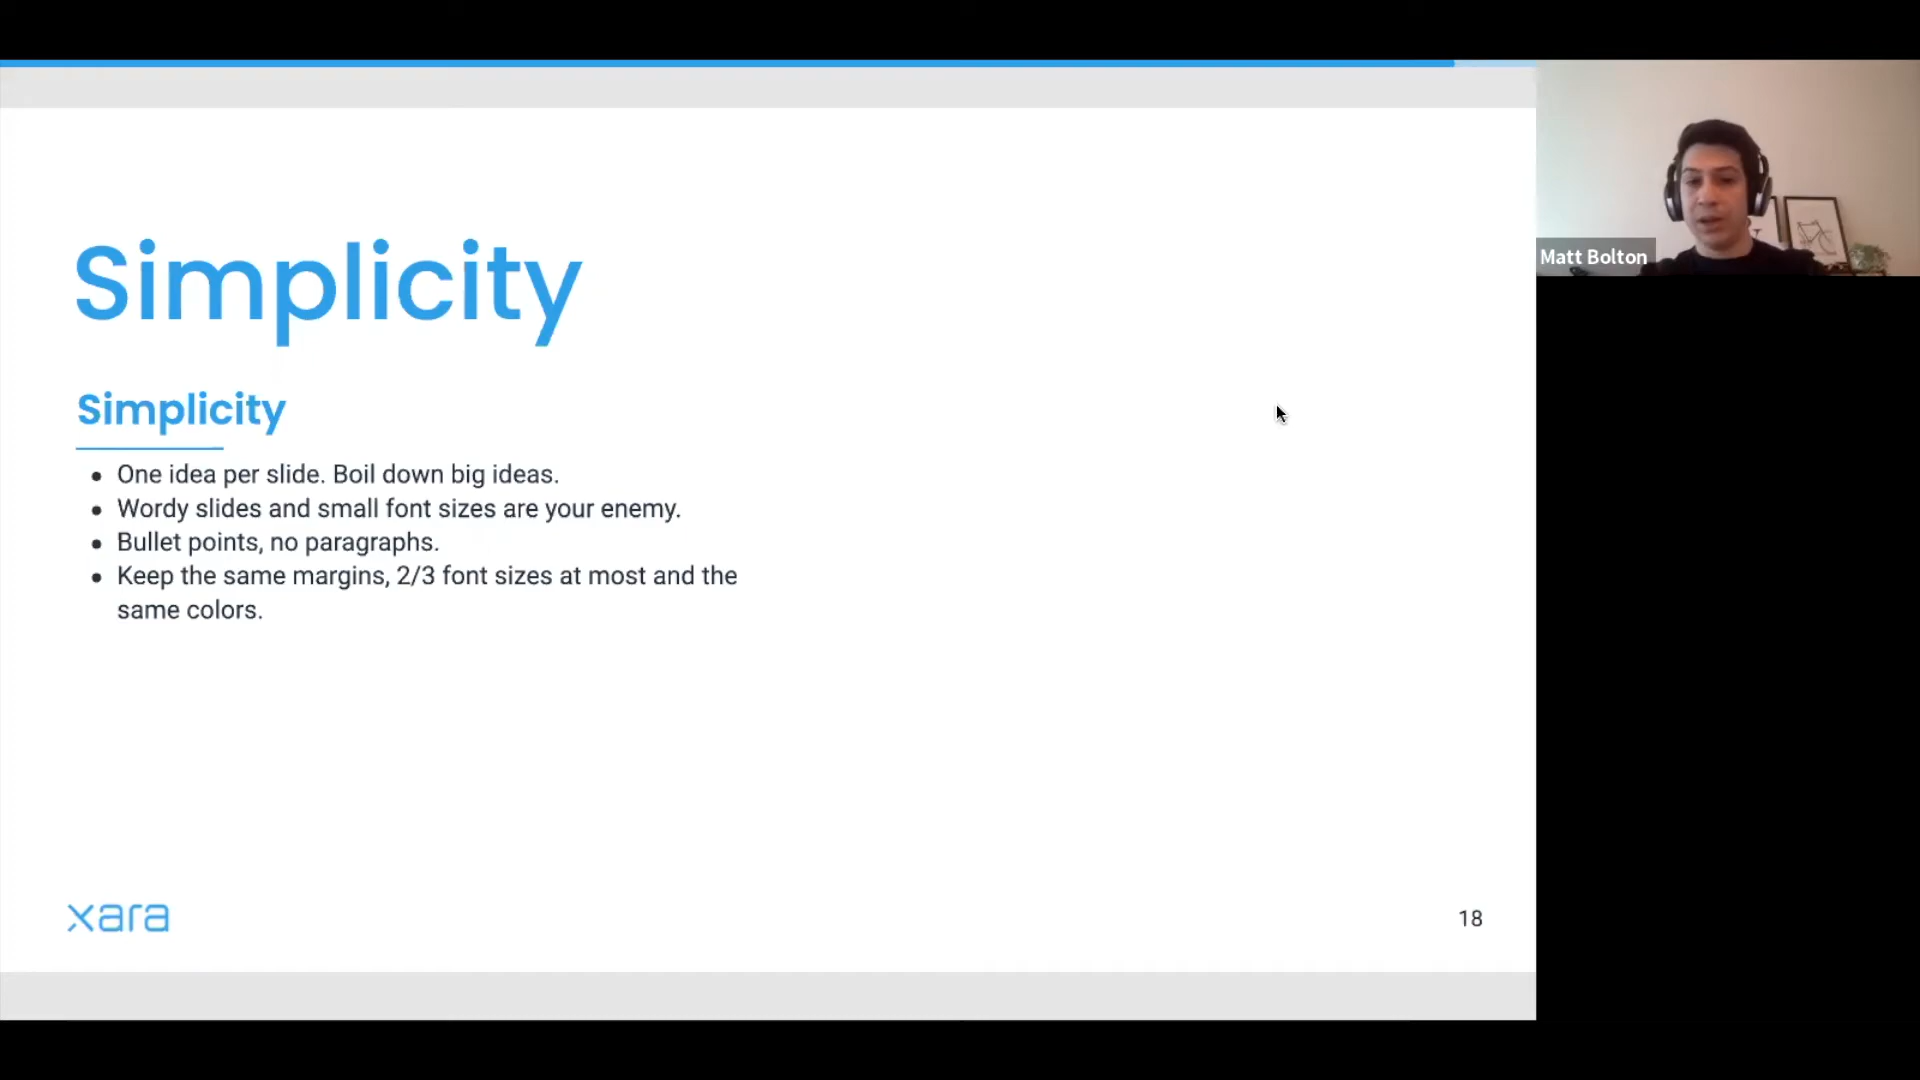 Simplicity
Simplicity
• One idea per slide. Boil down big ideas.
• Wordy slides and small font sizes are your enemy.
• Bullet points, no paragraphs.
• Keep the same margins, 2/3 font sizes at most and the
same colors.
xara
18
Matt Bolton